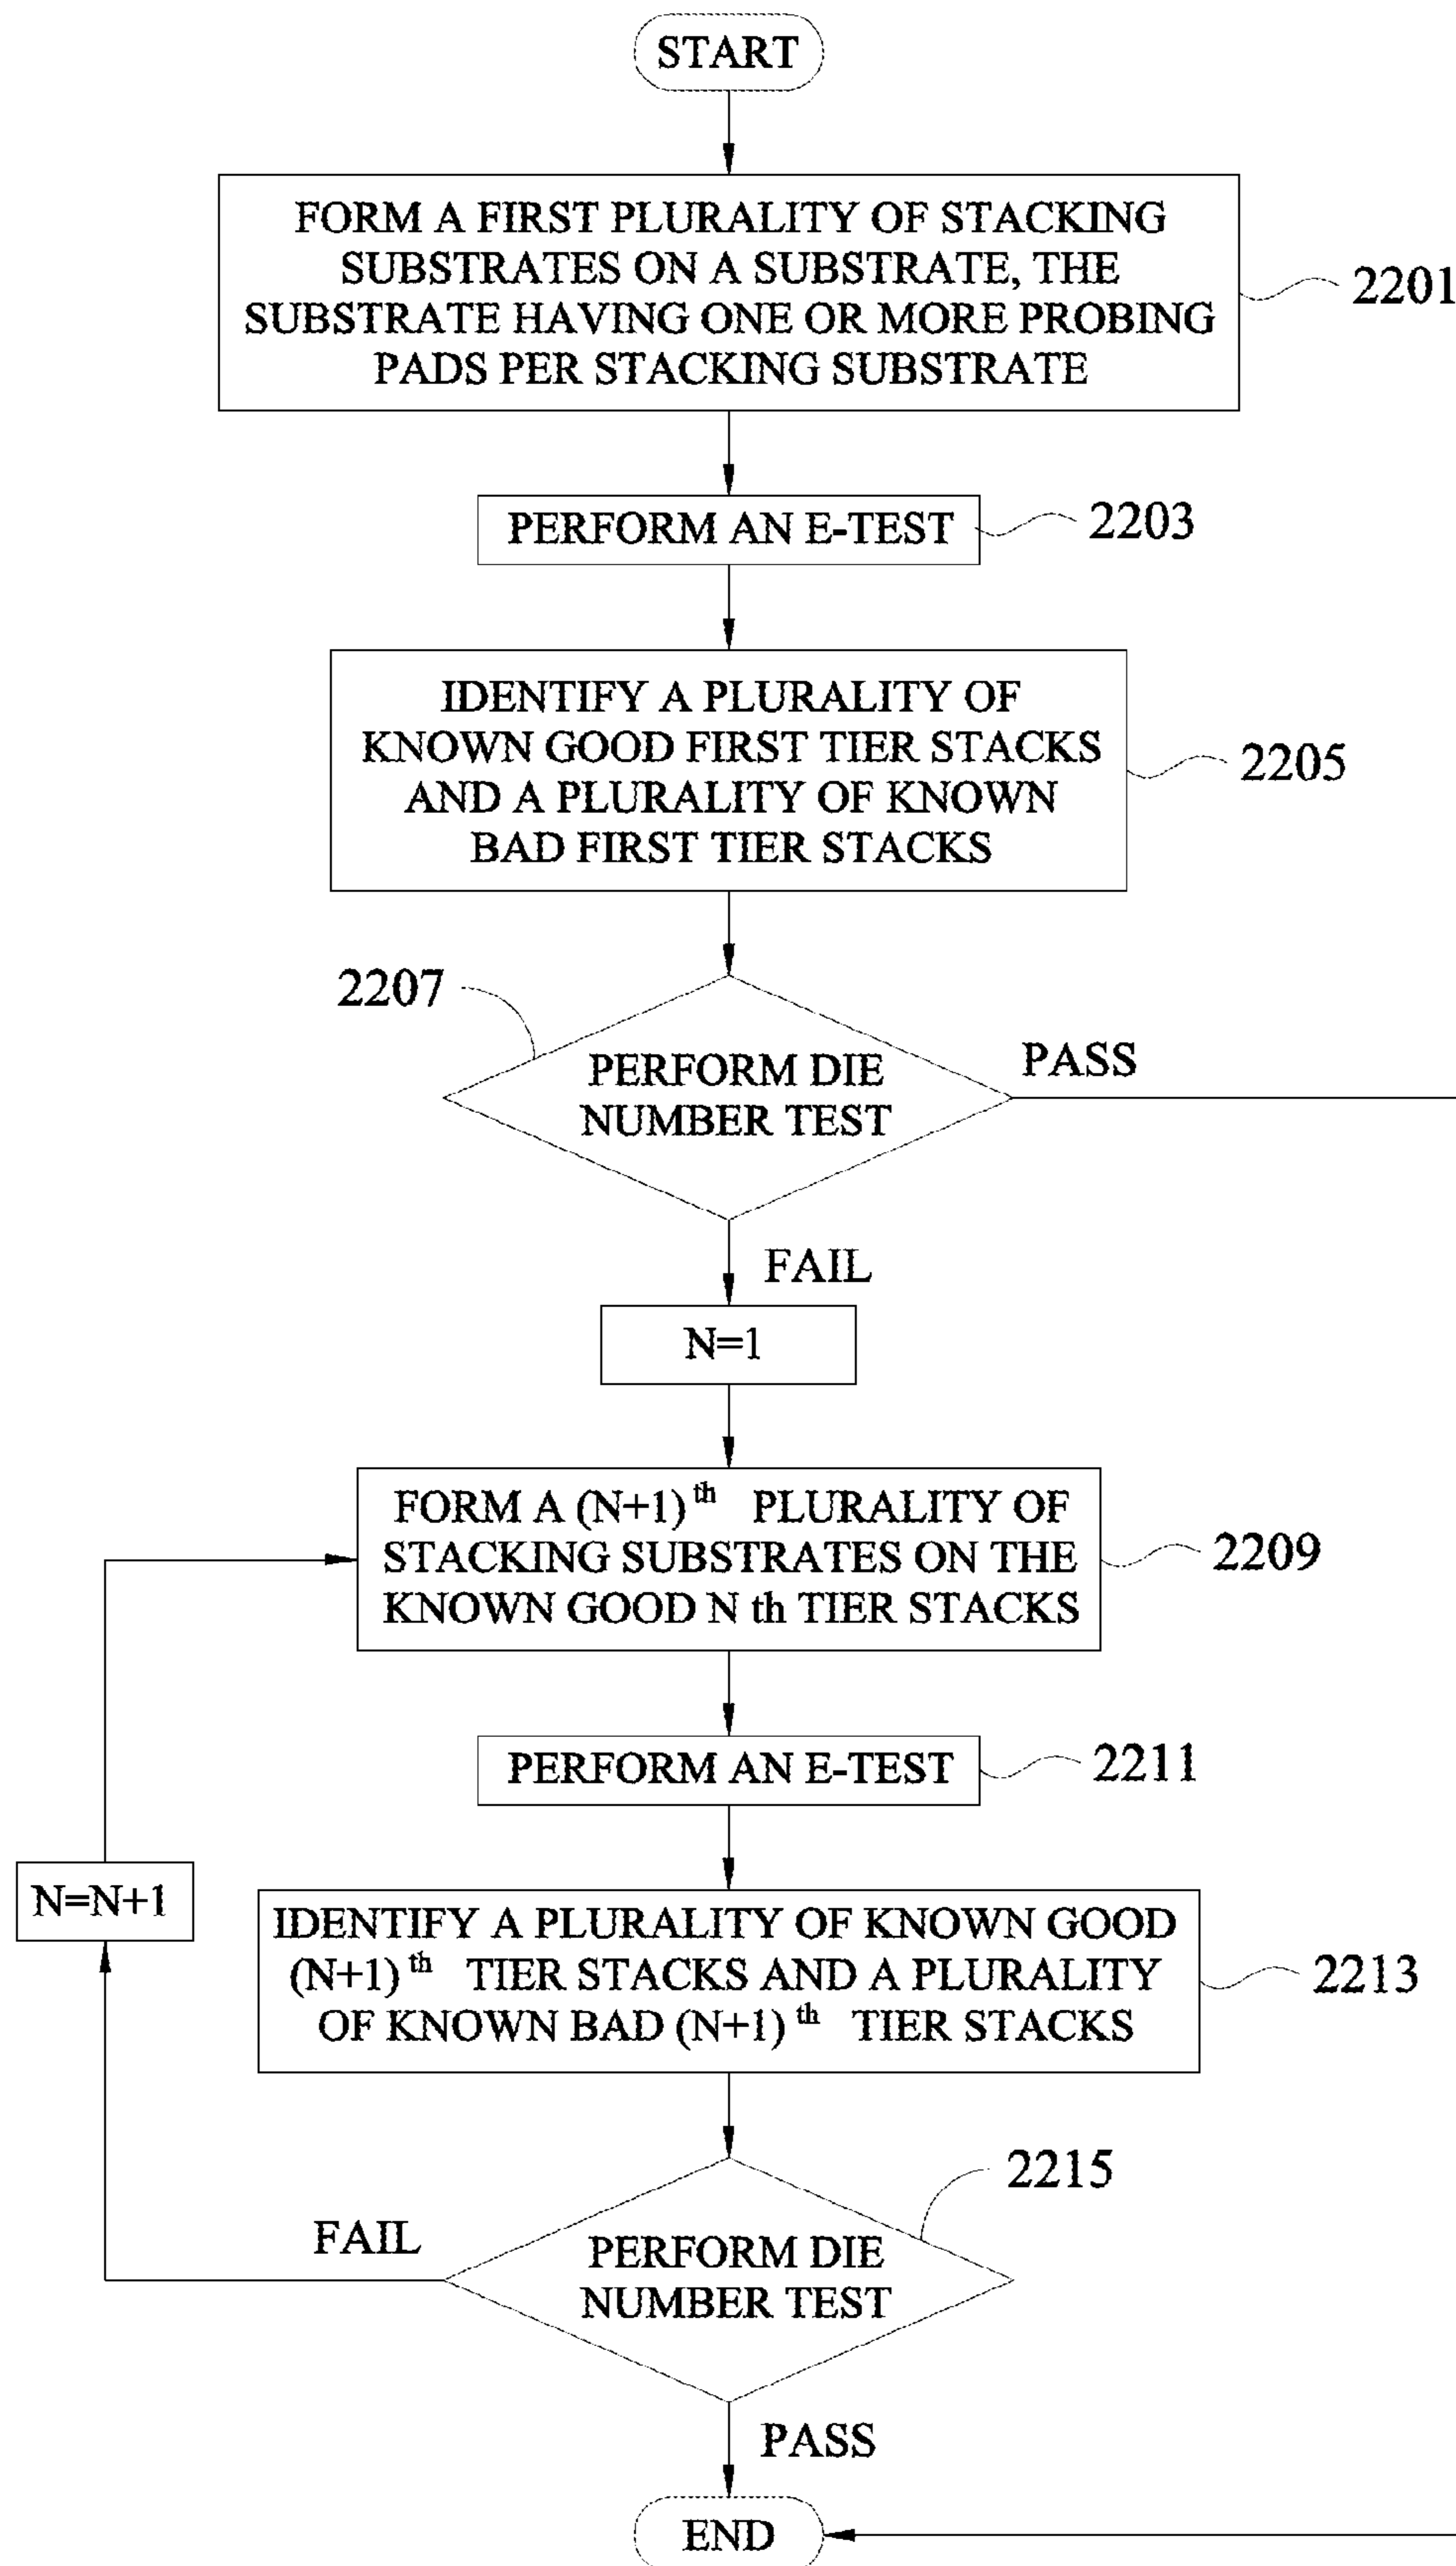 START
FORM A FIRST PLURALITY OF STACKING
SUBSTRATES ON A SUBSTRATE, THE
SUBSTRATE HAVING ONE OR MORE PROBING
PADS PER STACKING SUBSTRATE
2201
PERFORM AN E-TEST
2203
IDENTIFY A PLURALITY OF
KNOWN GOOD FIRST TIER STACKS
AND A PLURALITY OF KNOWN
BAD FIRST TIER STACKS
2205
2207
PERFORM DIE
NUMBER TEST
PASS
FAIL
N=1
FORM A (N+1)th PLURALITY OF
STACKING SUBSTRATES ON THE
KNOWN GOOD N th TIER STACKS
2209
PERFORM AN E-TEST
2211
N=N+1
IDENTIFY A PLURALITY OF KNOWN GOOD
(N+1)th TIER STACKS AND A PLURALITY
OF KNOWN BAD (N+1)th TIER STACKS
2213
2215
FAIL
PERFORM DIE
NUMBER TEST
PASS
END